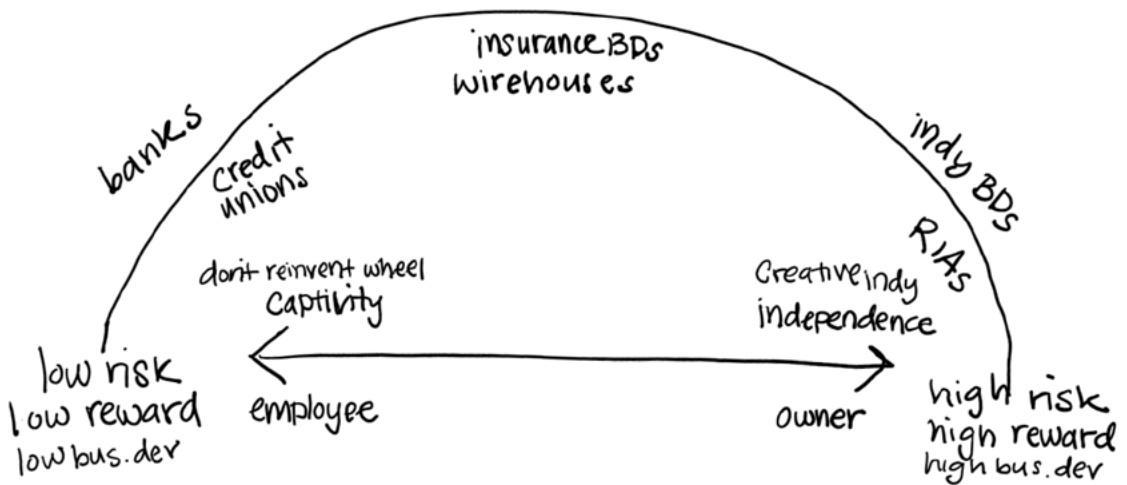 insurance BDs
wirehouses
banks
credit
unions
indy BDs
RIAs
don't reinvent wheel
captivity
Creative indy
independence
low risk
low reward
low bus. dev
employee
owner
high risk
high reward
high bus. dev